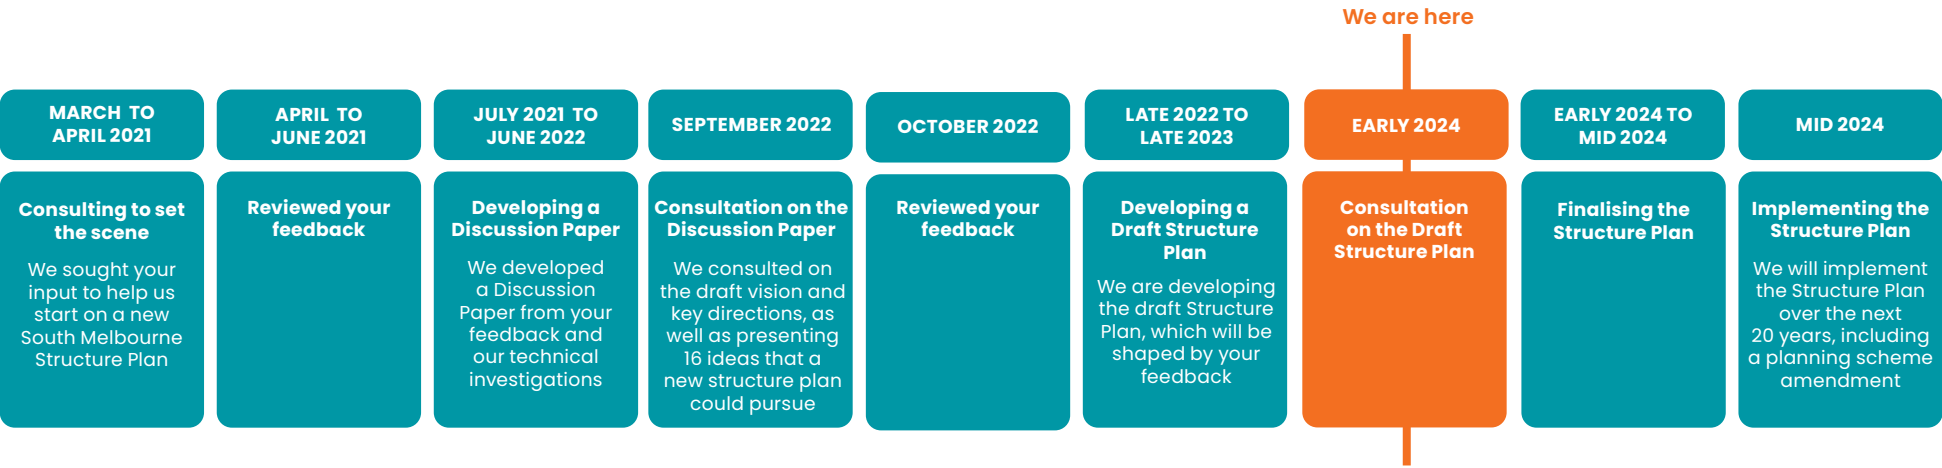 We are here
MARCH TO
APRIL 2021
Consulting to set
the scene
We sought your
input to help us
start on a new
South Melbourne
Structure Plan
APRIL TO
JUNE 2021
Reviewed your
feedback
JULY 2021 TO
JUNE 2022
Developing a
Discussion Paper
We developed
a Discussion
Paper from your
feedback and
our technical
investigations
SEPTEMBER 2022
Consultation on the
Discussion Paper
We consulted on
the draft vision and
key directions, as
well as presenting
16 ideas that a
new structure plan
could pursue
OCTOBER 2022
Reviewed your
feedback
LATE 2022 TO
LATE 2023
Developing a
Draft Structure
Plan
We are developing
the draft Structure
Plan, which will be
shaped by your
feedback
EARLY 2024
Consultation
on the Draft
Structure Plan
EARLY 2024 TO
MID 2024
Finalising the
Structure Plan
MID 2024
Implementing the
Structure Plan
We will implement
the Structure Plan
over the next
20 years, including
a planning scheme
amendment